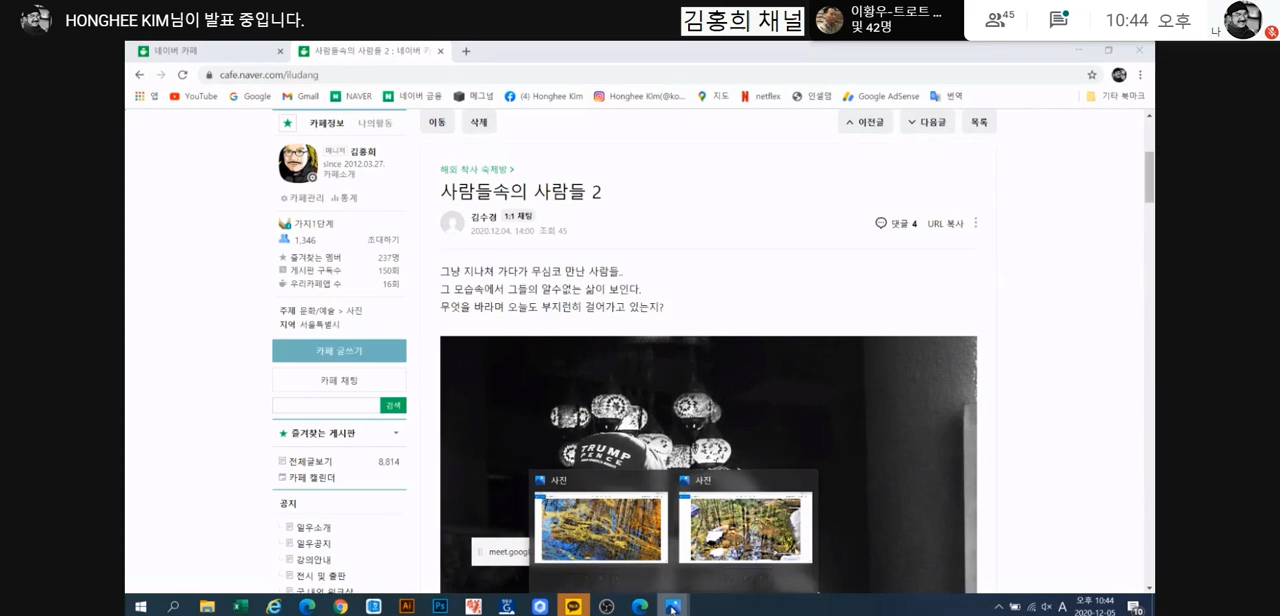 HONGHEE KIM님이 발표 중입니다.
김홍희 채널
이황우-트로트 ...
및 42명
45
10:44 오후
나
네이버 카페
사람들속의 사람들 2 : 네이버 카
cafe.naver.com/iludang
앱
YouTube
Google
Gmail
NAVER
네이버 금융
메그넘
(4) Honghee Kim
Honghee Kim(@ko...
지도
netflex
인셀덤
Google AdSense
번역
기타 북마크
카페정보
나의활동
이동
삭제
이전글
다음글
목록
매니저 김홍희
since 2012.03.27.
카페소개
카페관리
통계
가지1단계
1,346
초대하기
즐겨찾는 멤버
237명
게시판 구독수
150회
우리카페앱 수
16회
주제 문화/예술 > 사진
지역 서울특별시
카페 글쓰기
카페 채팅
검색
즐겨찾는 게시판
전체글보기
8,814
카페 캘린더
공지
일우소개
일우공지
강의안내
전시 및 출판
국내외 워크샵
해외 착사 숙제방 >
사람들속의 사람들 2
김수경 1:1 채팅
2020.12.04. 14:00 조회 45
댓글 4
URL 복사
그냥 지나쳐 가다가 무심코 만난 사람들..
그 모습속에서 그들의 알수없는 삶이 보인다.
무엇을 바라며 오늘도 부지런히 걸어가고 있는지?
TRUMP
PENCE
사진
사진
meet.googl
오후 10:44
2020-12-05
A
10